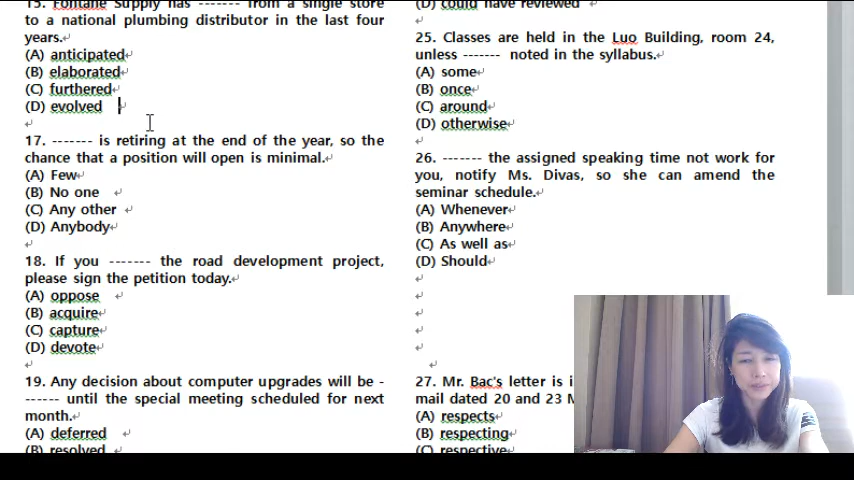 15. Fontane Supply has ------- from a single store
to a national plumbing distributor in the last four
years.
(A) anticipated
(B) elaborated
(C) furthered
(D) evolved
17. ------- is retiring at the end of the year, so the
chance that a position will open is minimal.
(A) Few
(B) No one
(C) Any other
(D) Anybody
18. If you ------- the road development project,
please sign the petition today.
(A) oppose
(B) acquire
(C) capture
(D) devote
19. Any decision about computer upgrades will be -
------ until the special meeting scheduled for next
month.
(A) deferred
(B) resolved
(D) could have reviewed
25. Classes are held in the Luo Building, room 24,
unless ------- noted in the syllabus.
(A) some
(B) once
(C) around
(D) otherwise
26. ------- the assigned speaking time not work for
you, notify Ms. Divas, so she can amend the
seminar schedule.
(A) Whenever
(B) Anywhere
(C) As well as
(D) Should
27. Mr. Bac's letter is i
mail dated 20 and 23 M
(A) respects
(B) respecting
(C) respective